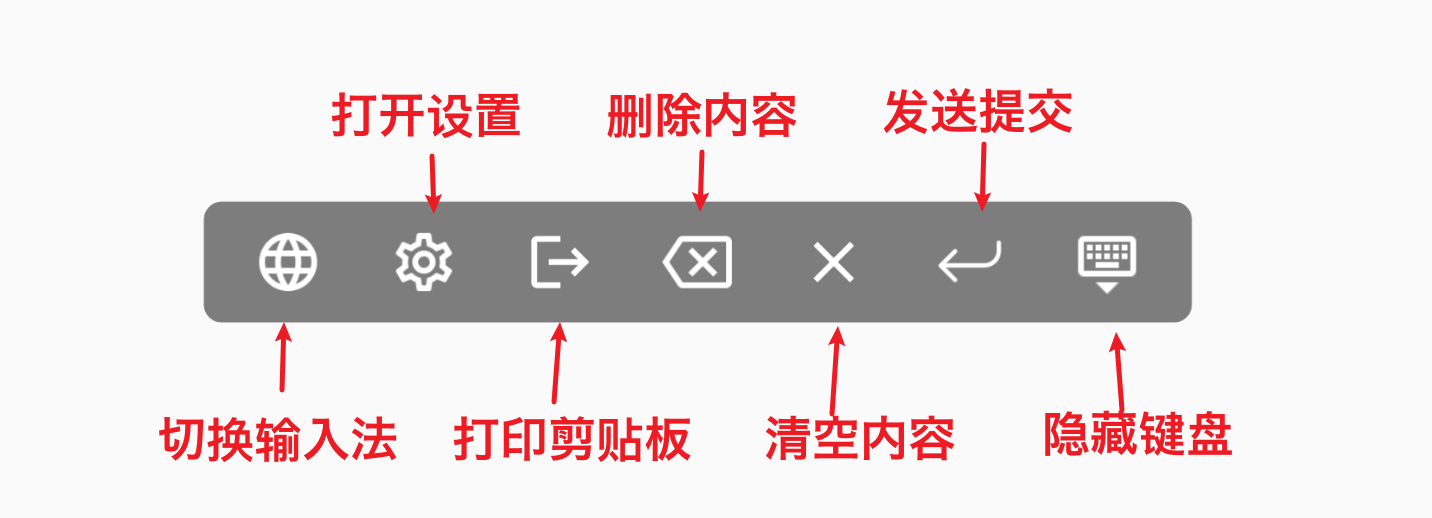 打开设置
删除内容
发送提交
切换输入法
打印剪贴板
清空内容
隐藏键盘